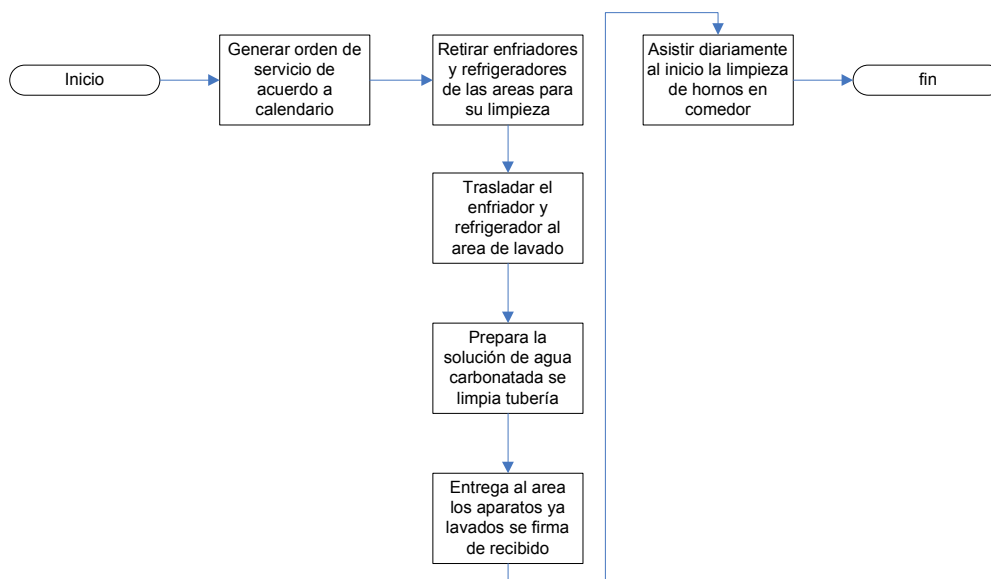 Inicio
Generar orden de
servicio de
acuerdo a
calendario
Retirar enfriadores
y refrigeradores
de las areas para
su limpieza
Trasladar el
enfriador y
refrigerador al
area de lavado
Prepara la
solución de agua
carbonatada se
limpia tubería
Entrega al area
los aparatos ya
lavados se firma
de recibido
Asistir diariamente
al inicio la limpieza
de hornos en
comedor
fin